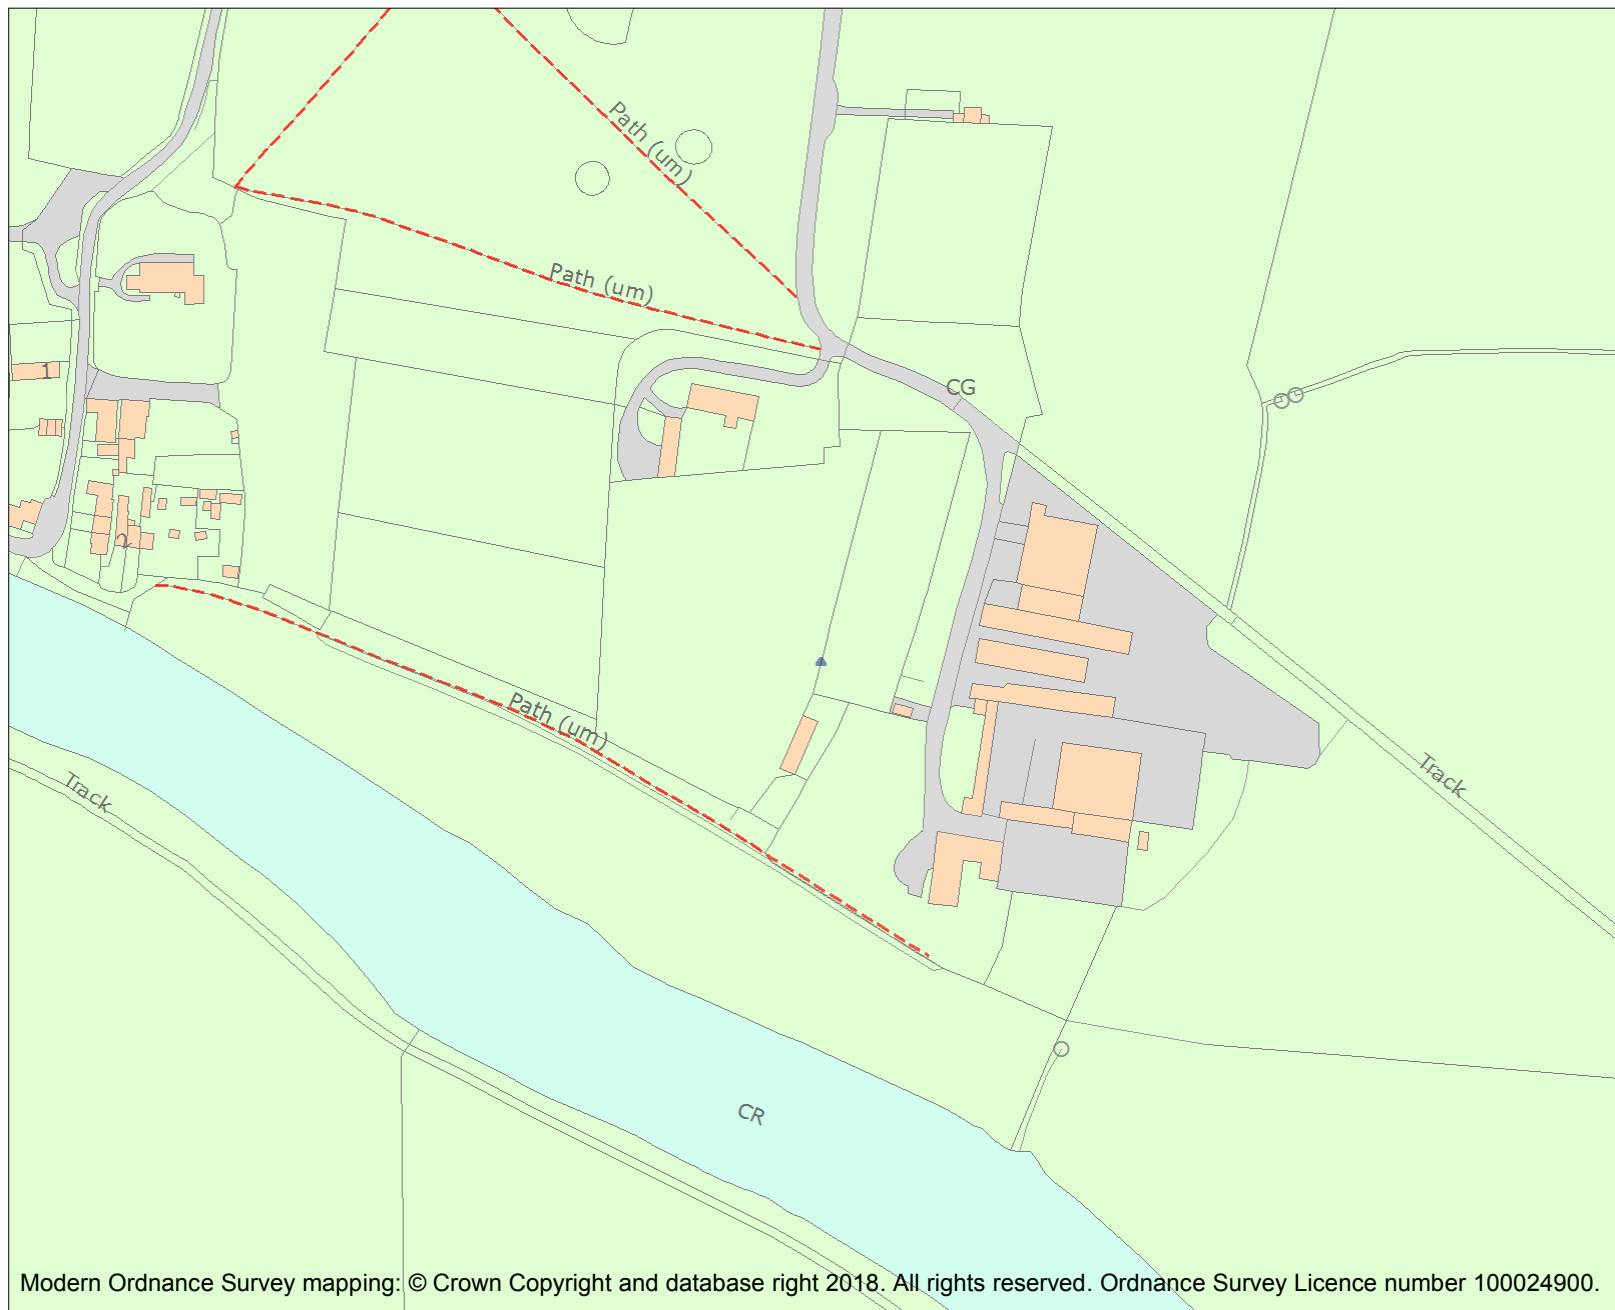 Path (um)
Path (um)
1
CG
2
Path (um)
Track
Track
CR
Modern Ordnance Survey mapping: © Crown Copyright and database right 2018. All rights reserved. Ordnance Survey Licence number 100024900.